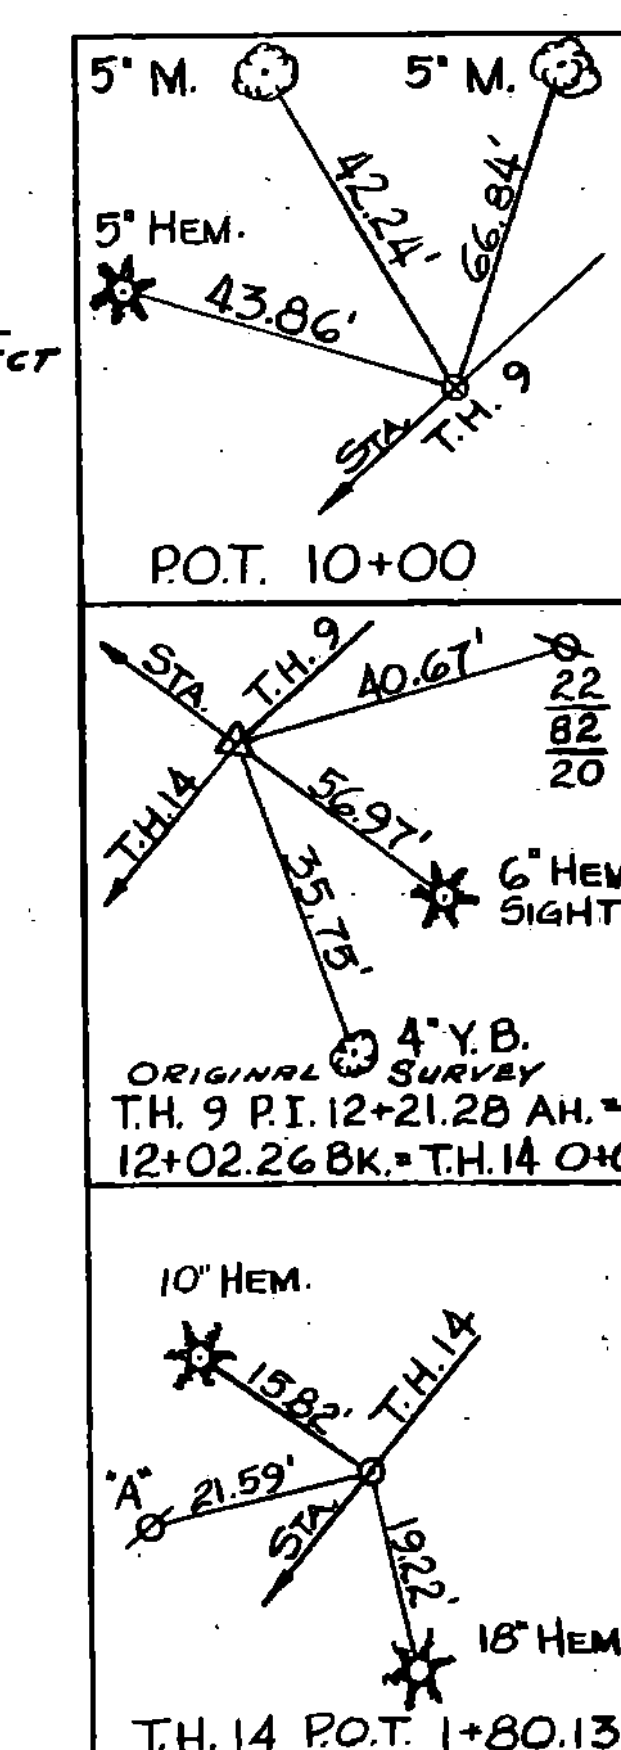 5" M. 5" M.
42.24'
66.84'
5" HEM.
43.86'
T.H. 9
STA.
P.O.T. 10+00
STA.
T.H. 9
40.67'
22
82
20
T.H. 14
56.97'
6" HEM
SIGHT
35.75'
4" Y. B.
ORIGINAL SURVEY
T.H. 9 P.I. 12+21.28 AH. =
12+02.26 BK. = T.H. 14 0+
10" HEM.
T.H. 14
15.82'
"A"
21.59'
STA.
19.22'
18" HEM
T.H. 14 P.O.T. 1+80.13